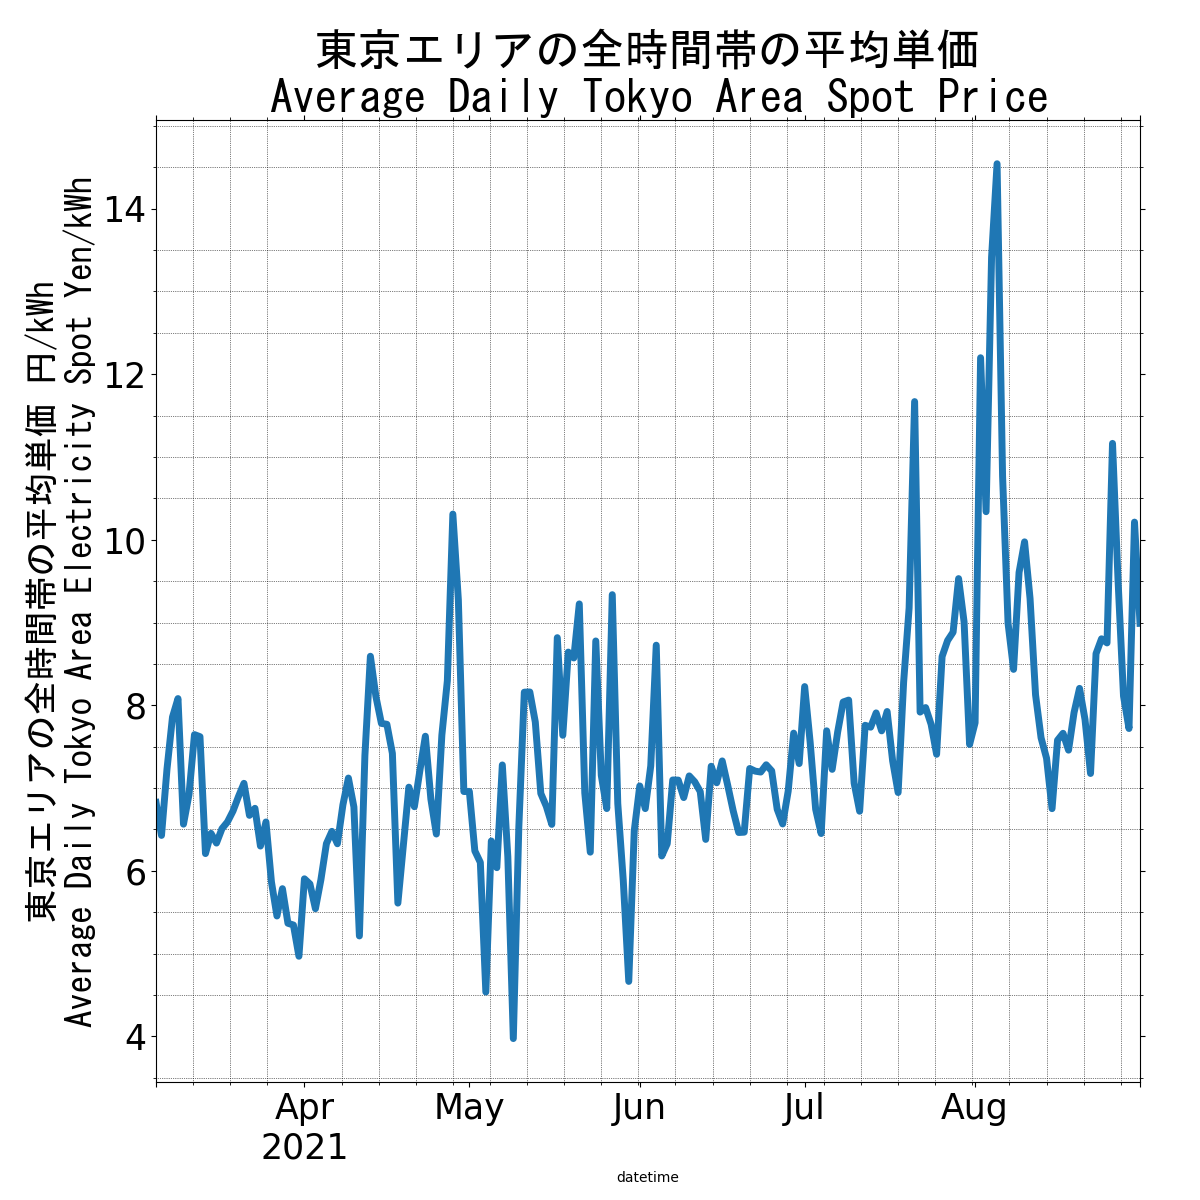 東京エリアの全時間帯の平均単価
Average Daily Tokyo Area Spot Price
東京エリアの全時間帯の平均単価 円/kWh
Average Daily Tokyo Area Electricity Spot Yen/kWh
14
12
10
8
6
4
Apr
2021
May
Jun
Jul
Aug
datetime